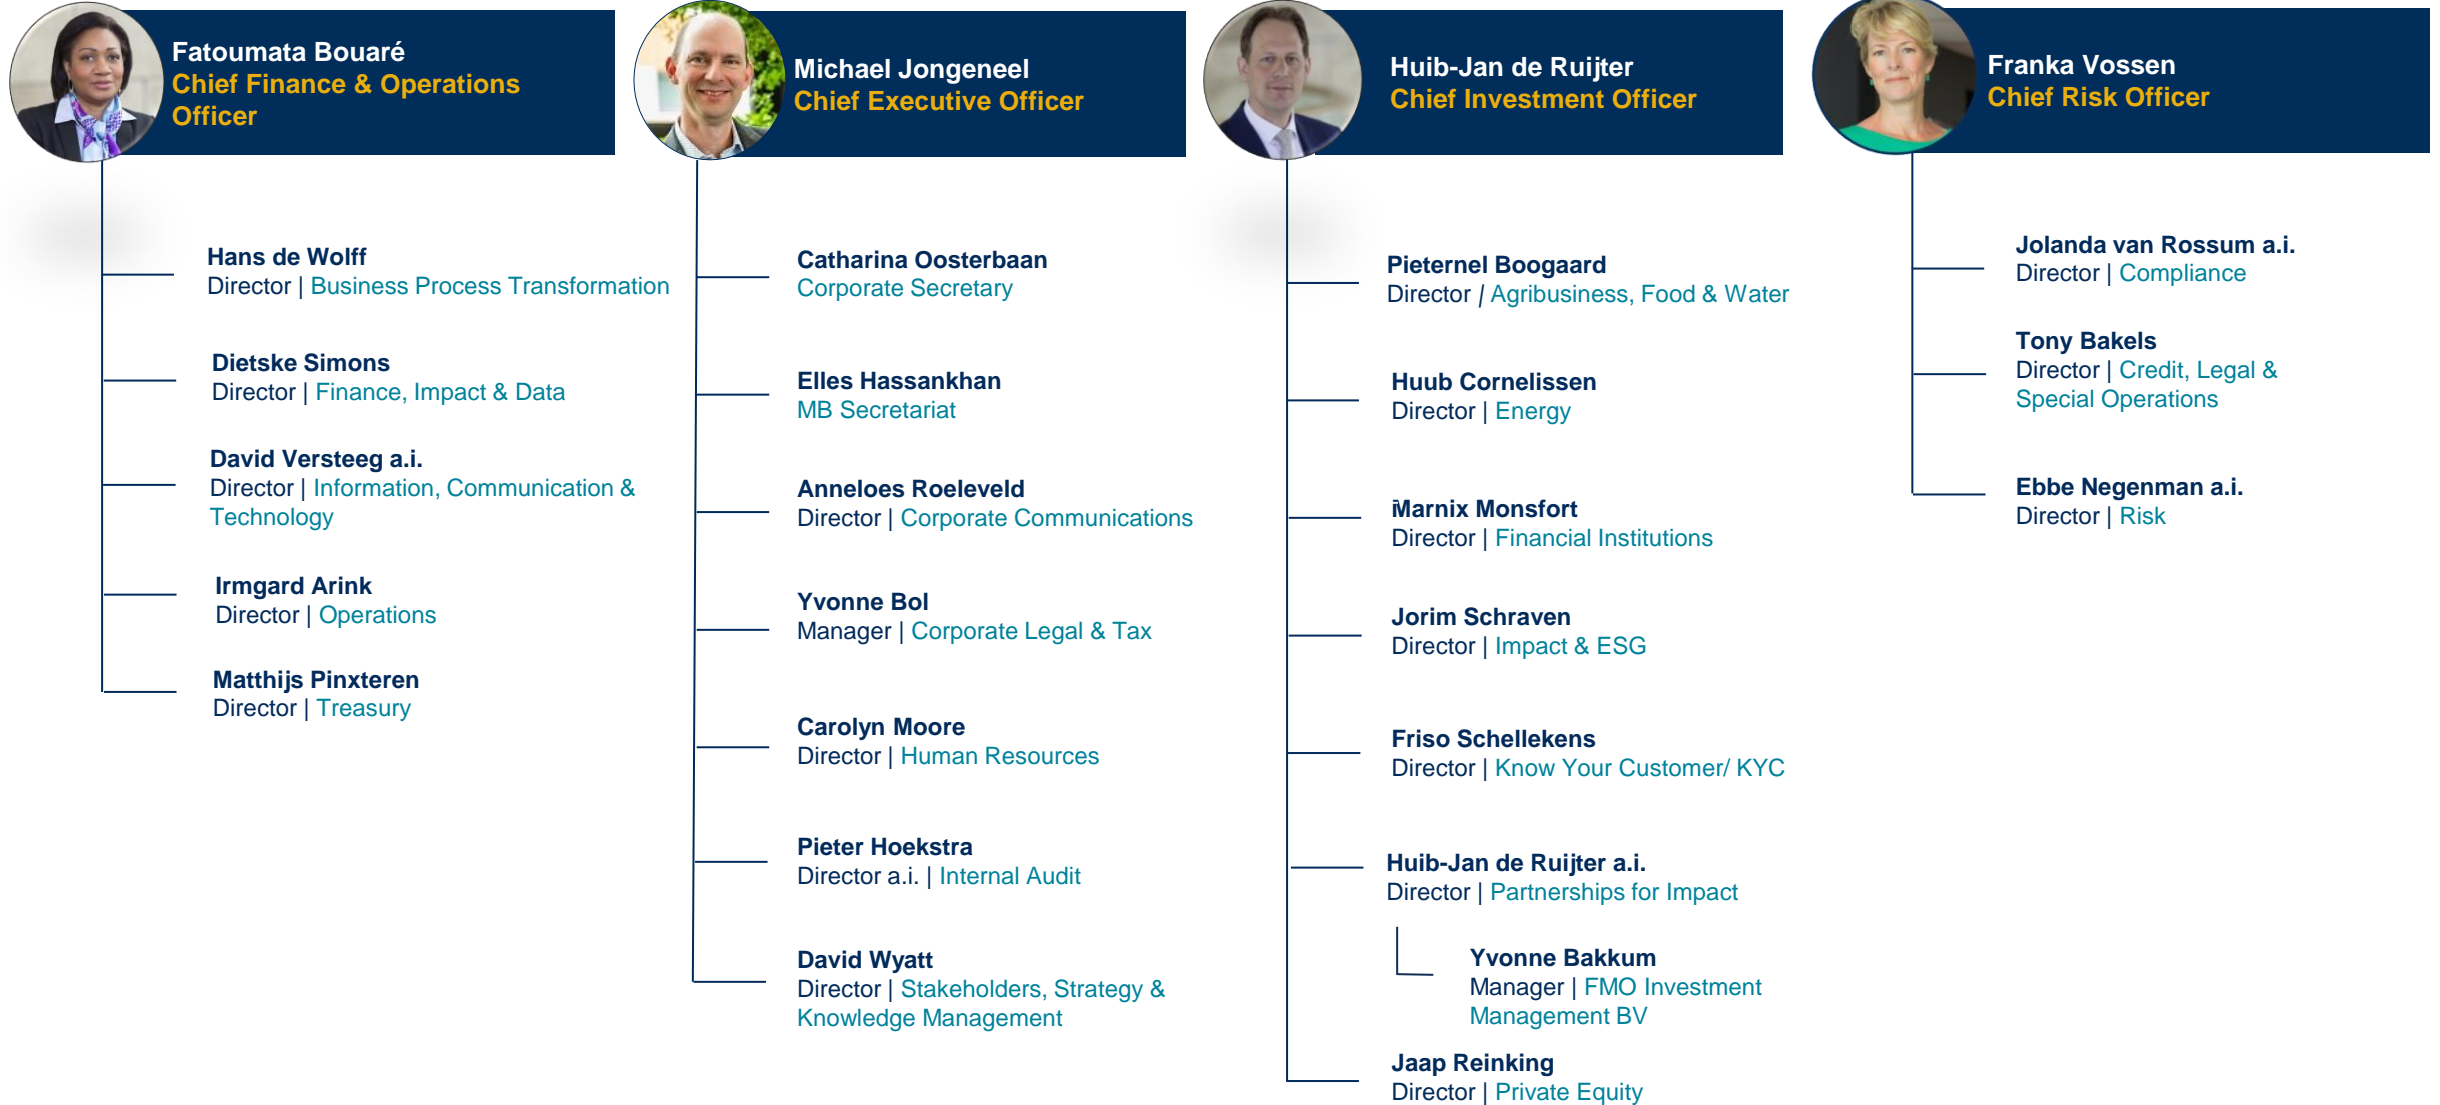 Fatoumata Bouaré
Chief Finance & Operations
Officer
Hans de Wolff
Director | Business Process Transformation
Dietske Simons
Director | Finance, Impact & Data
David Versteeg a.i.
Director | Information, Communication &
Technology
Irmgard Arink
Director | Operations
Matthijs Pinxteren
Director | Treasury
Michael Jongeneel
Chief Executive Officer
Catharina Oosterbaan
Corporate Secretary
Elles Hassankhan
MB Secretariat
Anneloes Roeleveld
Director | Corporate Communications
Yvonne Bol
Manager | Corporate Legal & Tax
Carolyn Moore
Director | Human Resources
Pieter Hoekstra
Director a.i. | Internal Audit
David Wyatt
Director | Stakeholders, Strategy &
Knowledge Management
Huib-Jan de Ruijter
Chief Investment Officer
Pieternel Boogaard
Director | Agribusiness, Food & Water
Huub Cornelissen
Director | Energy
Marnix Monsfort
Director | Financial Institutions
Jorim Schraven
Director | Impact & ESG
Friso Schellekens
Director | Know Your Customer/ KYC
Huib-Jan de Ruijter a.i.
Director | Partnerships for Impact
Yvonne Bakkum
Manager | FMO Investment
Management BV
Jaap Reinking
Director | Private Equity
Franka Vossen
Chief Risk Officer
Jolanda van Rossum a.i.
Director | Compliance
Tony Bakels
Director | Credit, Legal &
Special Operations
Ebbe Negenman a.i.
Director | Risk